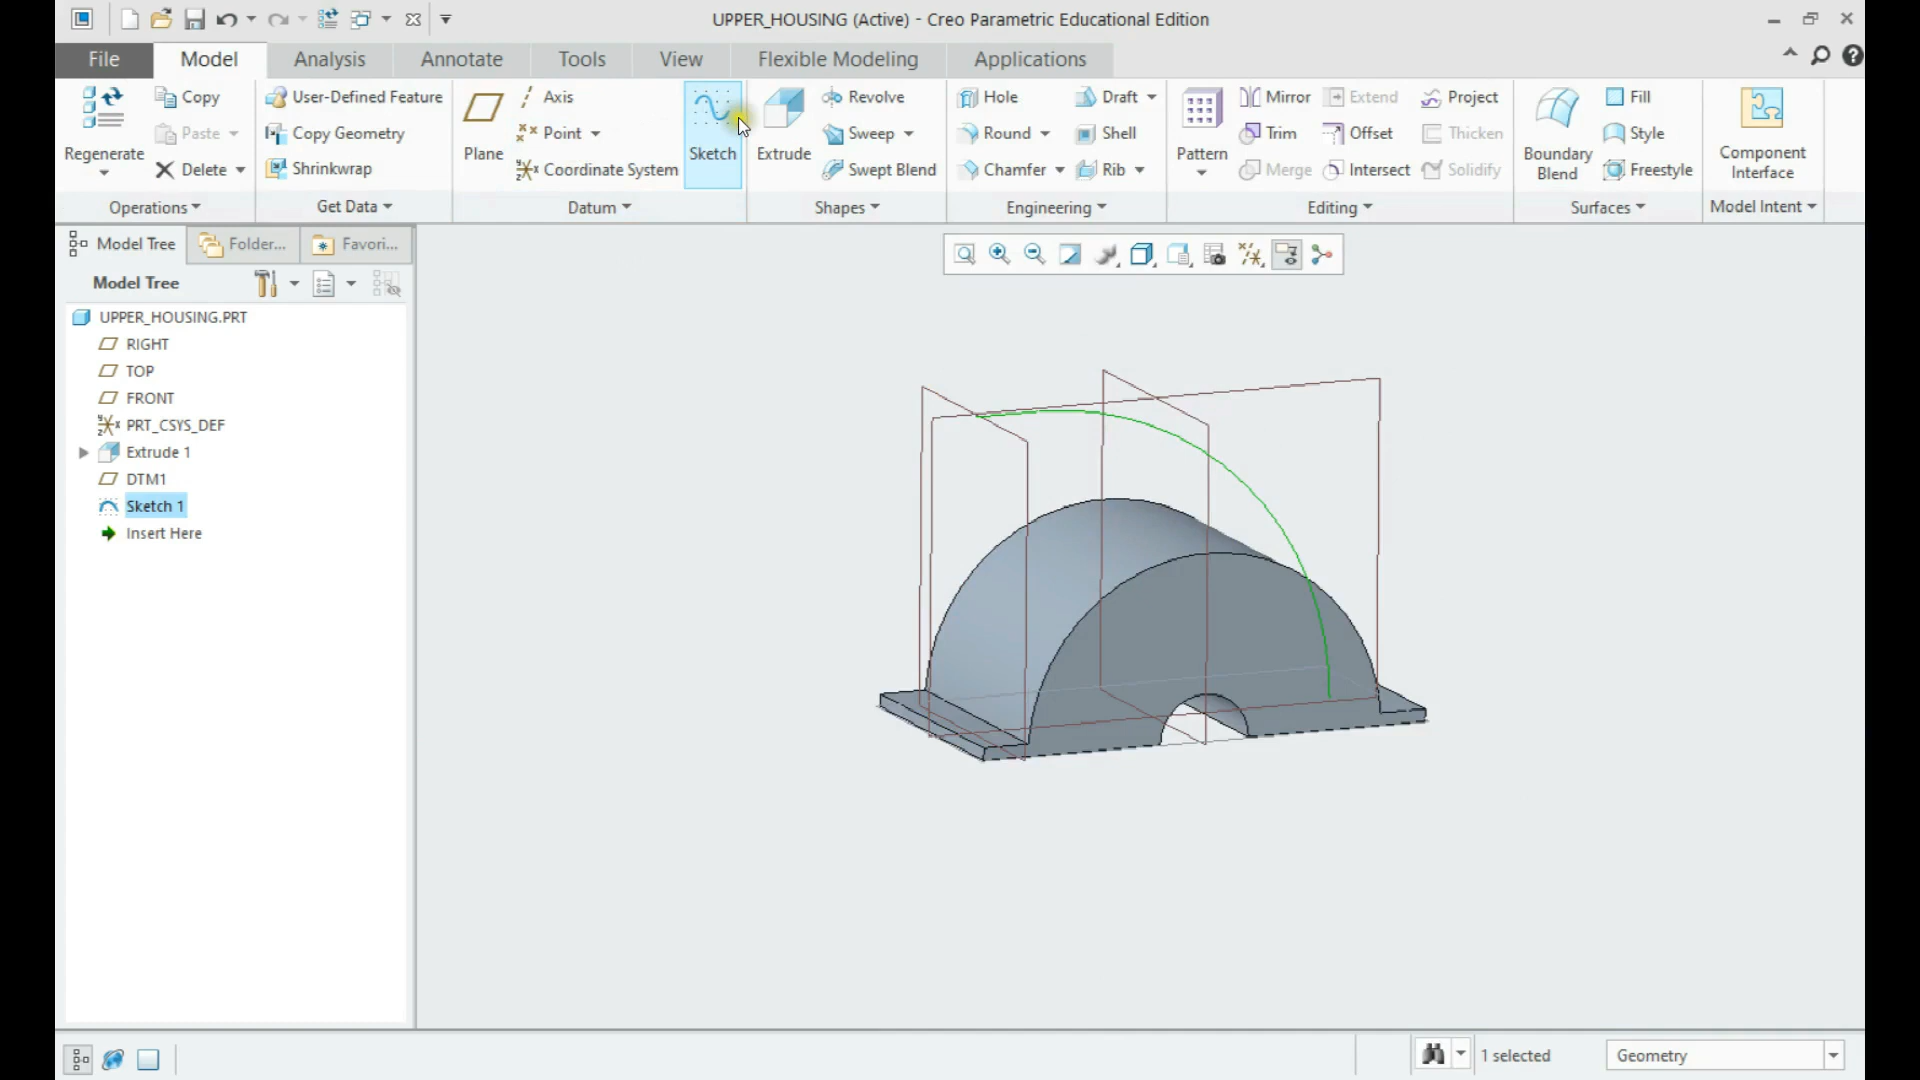 UPPER_HOUSING (Active) - Creo Parametric Educational Edition
File Model Analysis Annotate Tools View Flexible Modeling Applications
Regenerate
Copy
Paste
Delete
Operations
User-Defined Feature
Copy Geometry
Shrinkwrap
Get Data
Plane
Axis
Point
Coordinate System
Sketch
Datum
Extrude
Revolve
Sweep
Swept Blend
Shapes
Hole
Round
Chamfer
Draft
Shell
Rib
Engineering
Pattern
Mirror
Trim
Merge
Extend
Offset
Intersect
Project
Thicken
Solidify
Editing
Boundary
Blend
Fill
Style
Freestyle
Surfaces
Component
Interface
Model Intent
Model Tree Folder... Favori...
Model Tree
UPPER_HOUSING.PRT
RIGHT
TOP
FRONT
PRT_CSYS_DEF
Extrude 1
DTM1
Sketch 1
Insert Here
1 selected
Geometry